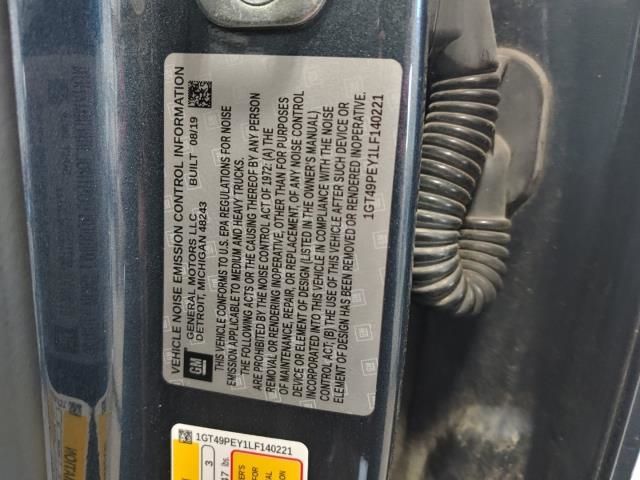 VEHICLE NOISE EMISSION CONTROL INFORMATION
GM
GENERAL MOTORS LLC.
DETROIT, MICHIGAN 48243
BUILT 08/19
THIS VEHICLE CONFORMS TO U.S. EPA REGULATIONS FOR NOISE
EMISSION APPLICABLE TO MEDIUM AND HEAVY TRUCKS.
THE FOLLOWING ACTS OR THE CAUSING THEREOF BY ANY PERSON
ARE PROHIBITED BY THE NOISE CONTROL ACT OF 1972: (A) THE
REMOVAL OR RENDERING INOPERATIVE, OTHER THAN FOR PURPOSES
OF MAINTENANCE, REPAIR, OR REPLACEMENT, OF ANY NOISE CONTROL
DEVICE OR ELEMENT OF DESIGN (LISTED IN THE OWNER'S MANUAL)
INCORPORATED INTO THIS VEHICLE IN COMPLIANCE WITH THE NOISE
CONTROL ACT; (B) THE USE OF THIS VEHICLE AFTER SUCH DEVICE OR
ELEMENT OF DESIGN HAS BEEN REMOVED OR RENDERED INOPERATIVE.
1GT49PEY1LF140221
1GT49PEY1LF140221
3
lbs.
FOR